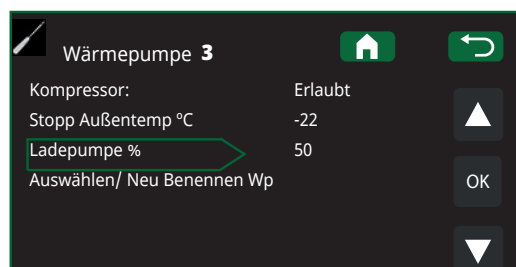 Wärmepumpe 3
Kompressor: Erlaubt
Stopp Außentemp ºC -22
Ladepumpe % 50
Auswählen/ Neu Benennen Wp
OK